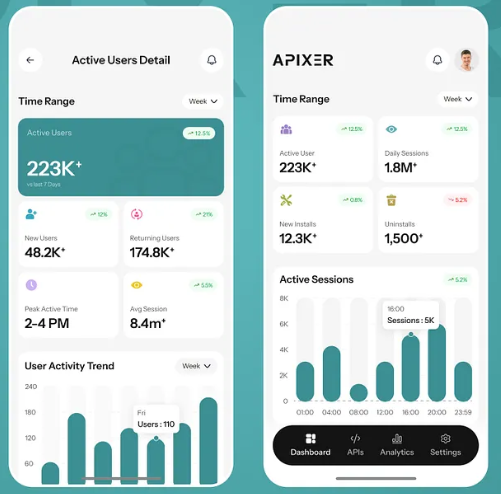 Active Users Detail
Time Range
Week
Active Users
12.5%
223K+
vs last 7 Days
12%
New Users
48.2K+
21%
Returning Users
174.8K+
Peak Active Time
2-4 PM
5.5%
Avg Session
8.4m+
User Activity Trend
Week
240
180
120
60
Fri
Users : 110
APIXER
Time Range
Week
12.5%
Active User
223K+
12.5%
Daily Sessions
1.8M+
0.8%
New Installs
12.3K+
5.2%
Uninstalls
1,500+
Active Sessions
5.2%
8K
6K
4K
2K
0
16:00
Sessions : 5K
01:00 04:00 08:00 12:00 16:00 20:00 23:59
Dashboard APIs Analytics Settings